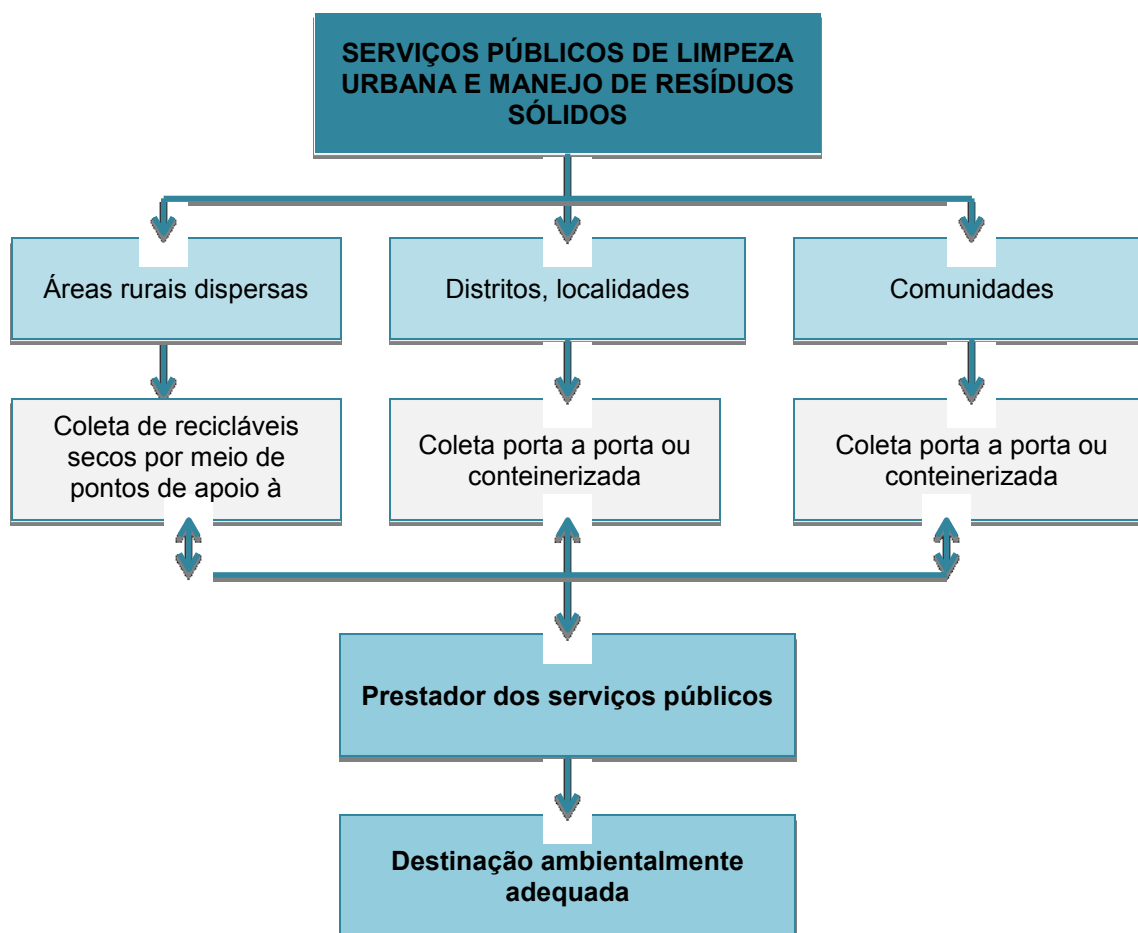 SERVIÇOS PÚBLICOS DE LIMPEZA
URBANA E MANEJO DE RESÍDUOS
SÓLIDOS
Áreas rurais dispersas
Distritos, localidades
Comunidades
Coleta de recicláveis
secos por meio de
pontos de apoio à
Coleta porta a porta ou
conteinerizada
Coleta porta a porta ou
conteinerizada
Prestador dos serviços públicos
Destinação ambientalmente
adequada